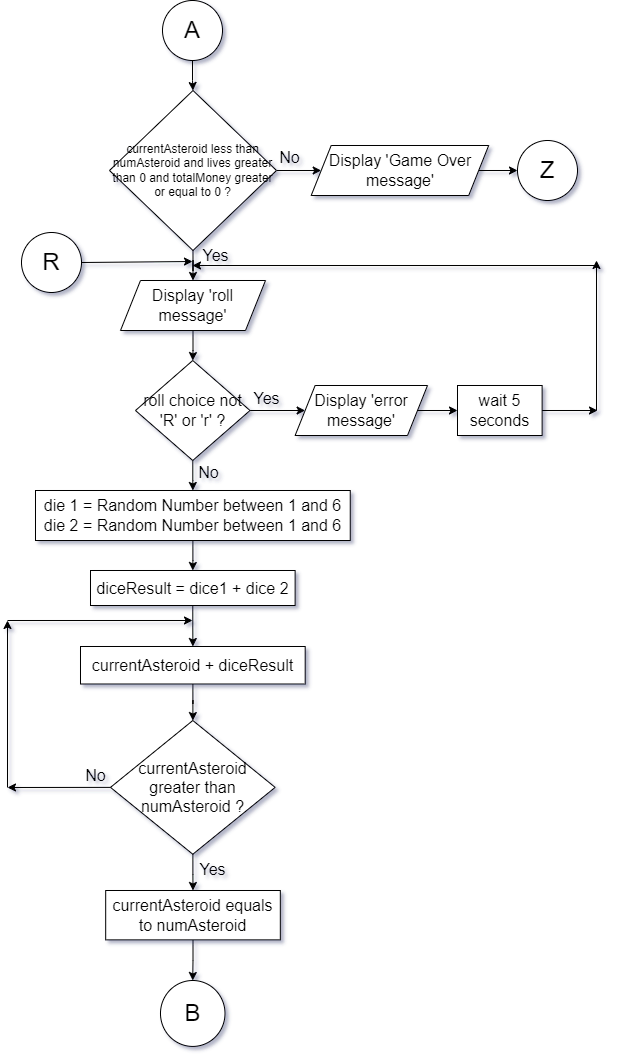 A
currentAsteroid less than
numAsteroid and lives greater
than 0 and totalMoney greater
or equal to 0 ?
No
Display 'Game Over
message'
Z
Yes
R
Display 'roll
message'
roll choice not
'R' or 'r' ?
Yes
Display 'error
message'
wait 5
seconds
No
die 1 = Random Number between 1 and 6
die 2 = Random Number between 1 and 6
diceResult = dice1 + dice 2
currentAsteroid + diceResult
currentAsteroid
greater than
numAsteroid ?
No
Yes
currentAsteroid equals
to numAsteroid
B